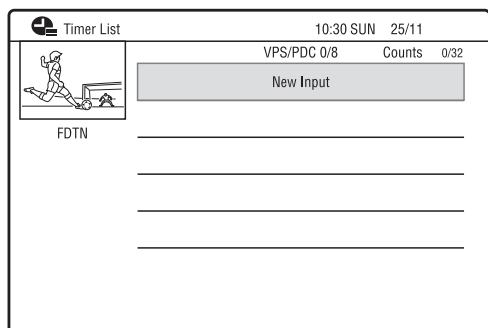 Timer List 10:30 SUN 25/11
VPS/PDC 0/8 Counts 0/32
New Input
FDTN